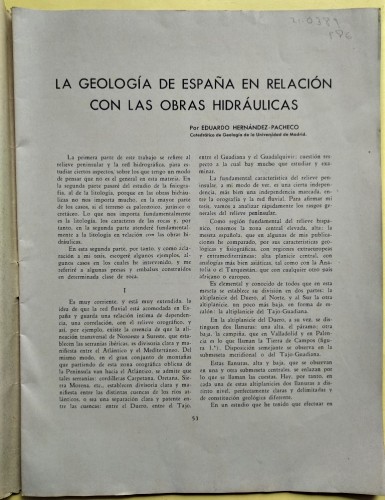 LA GEOLOGÍA DE ESPAÑA EN RELACIÓN
CON LAS OBRAS HIDRÁULICAS
Por EDUARDO HERNÁNDEZ-PACHECO
Catedrático de Geología de la Universidad de Madrid.
La primera parte de este trabajo se refiere al
relieve peninsular y la red hidrográfica, para es-
tudiar ciertos aspectos, sobre los que tengo un modo
de pensar que no es el general en esta materia. En
la segunda parte pasaré del estudio de la fisiogra-
fía, al de la litología, porque en las obras hidráu-
licas no nos importa mucho, en la mayor parte
de los casos, si el terreno es paleozoico, jurásico o
cretáceo. Lo que nos importa fundamentalmente
es la litología, los caracteres de las rocas y, por
tanto, en la segunda parte atenderé fundamental-
mente a la litología en relación con las obras hi-
dráulicas.
En esta segunda parte, por tanto, y como acla-
ración a mi tesis, escogeré algunos ejemplos, al-
gunos casos en los cuales he intervenido, y me
referiré a algunas presas y embalses construidos
en determinada clase de roca.
I
Es muy corriente, y está muy extendida, la
idea de que la red fluvial está acomodada en Es-
paña y guarda una relación íntima de dependen-
cia, una correlación, con el relieve orográfico, y
así, por ejemplo, existe la creencia de que la ali-
neación transversal de Noroeste a Sureste, que esta-
blecen las serranías ibéricas, es divisoria clara y ma-
nifiesta entre el Atlántico y el Mediterráneo. Del
mismo modo, en el gran conjunto de montañas
que partiendo de esta zona orográfica oblicua de
la Península van hacia el Atlántico, se admite que
tales serranías: cordilleras Carpetana, Oretana, Sie-
rra Morena, etc., establecen divisoria clara y ma-
nifiesta entre las distintas cuencas de los ríos at-
lánticos, o sea una separación clara y patente en-
tre las cuencas: entre el Duero, entre el Tajo,
entre el Guadiana y el Guadalquivir; cuestión res-
pecto a la cual hay mucho que estudiar y exa-
minar.
La fundamental característica del relieve pen-
insular, a mi modo de ver, es una cierta indepen-
dencia, más bien una independencia marcada, en-
tre la orografía y la red fluvial. Para afirmar mi
tesis, vamos a analizar rápidamente los rasgos ge-
nerales del relieve peninsular.
Como región fundamental del relieve hispá-
nico, tenemos la zona central elevada, alta: la
meseta española, que en algunas de mis publica-
ciones he comparado, por sus características geo-
lógicas y fisiográficas, con regiones extraeuropeas
y extramediterráneas; alta planicie central, con
analogías más bien asiáticas, tal como con la Ana-
tolia o el Turquestán, que con cualquier otro país
africano o europeo.
Es elemental y conocido de todos que en esta
meseta se establece su división en dos partes: la
altiplanicie del Duero, al Norte, y al Sur la otra
altiplanicie, un poco más baja, en forma de es-
calón: la altiplanicie del Tajo-Guadiana.
En la altiplanicie del Duero, a su vez, se dis-
tinguen dos llanuras: una alta, el páramo; otra
baja, la campiña, que en Valladolid y en Palen-
cia es lo que llaman la Tierra de Campos (figu-
ra 1.ª). Disposición semejante se observa en la
submeseta meridional o del Tajo-Guadiana.
Estas llanuras, alta y baja, que se observan
en una y otra submeseta centrales se enlazan por
lo que se llaman las cuestas. Hay, por tanto, en
cada una de estas altiplanicies dos llanuras a dis-
tinto nivel, perfectamente claras y delimitadas y
de constitución geológica diferente.
En un estudio que he tenido que efectuar en
53